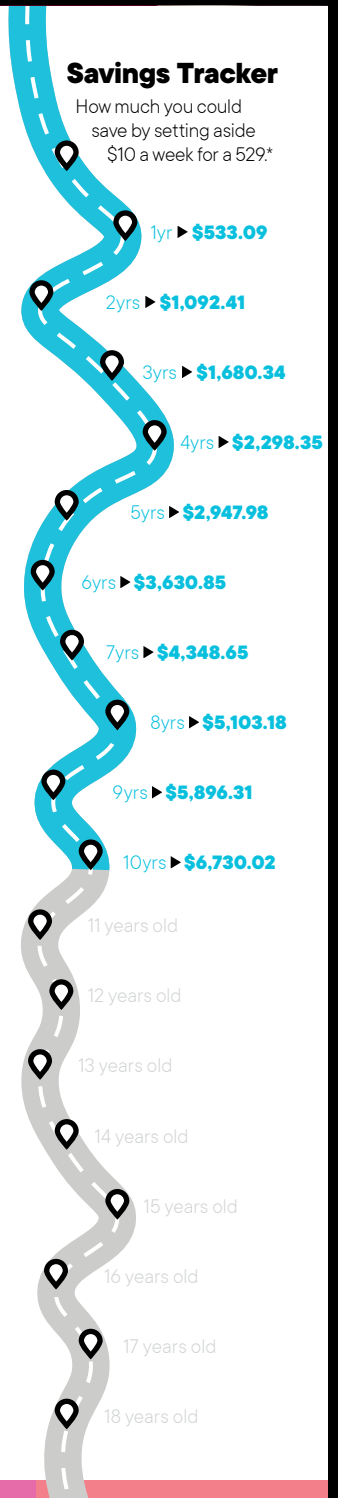 Savings Tracker
How much you could
save by setting aside
$10 a week for a 529.*
1yr ▶ $533.09
2yrs ▶ $1,092.41
3yrs ▶ $1,680.34
4yrs ▶ $2,298.35
5yrs ▶ $2,947.98
6yrs ▶ $3,630.85
7yrs ▶ $4,348.65
8yrs ▶ $5,103.18
9yrs ▶ $5,896.31
10yrs ▶ $6,730.02
11 years old
12 years old
13 years old
14 years old
15 years old
16 years old
17 years old
18 years old